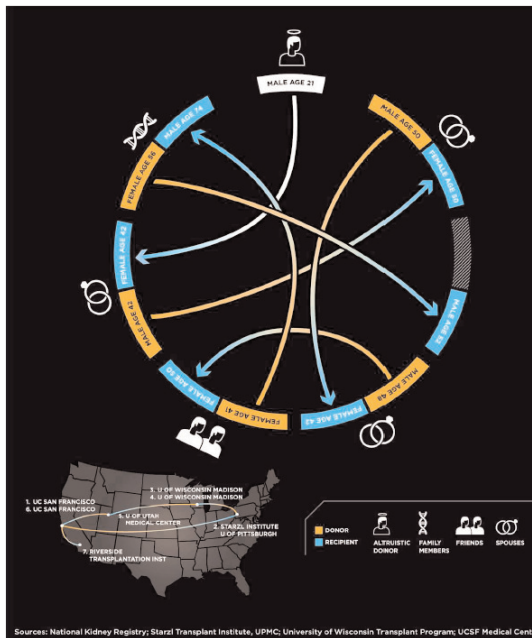 MALE AGE 21
MALE AGE 50
FEMALE AGE 50
MALE AGE 52
MALE AGE 48
FEMALE AGE 42
FEMALE AGE 41
FEMALE AGE 50
MALE AGE 42
FEMALE AGE 42
FEMALE AGE 56
MALE AGE 74
1. UC SAN FRANCISCO
6. UC SAN FRANCISCO
3. U OF WISCONSIN MADISON
4. U OF WISCONSIN MADISON
5. U OF UTAH
MEDICAL CENTER
2. STARZL INSTITUTE
U OF PITTSBURGH
7. RIVERSIDE
TRANSPLANTATION INST
DONOR
RECIPIENT
ALTRUISTIC
DONOR
FAMILY
MEMBERS
FRIENDS
SPOUSES
Sources: National Kidney Registry; Starzl Transplant Institute, UPMC; University of Wisconsin Transplant Program; UCSF Medical